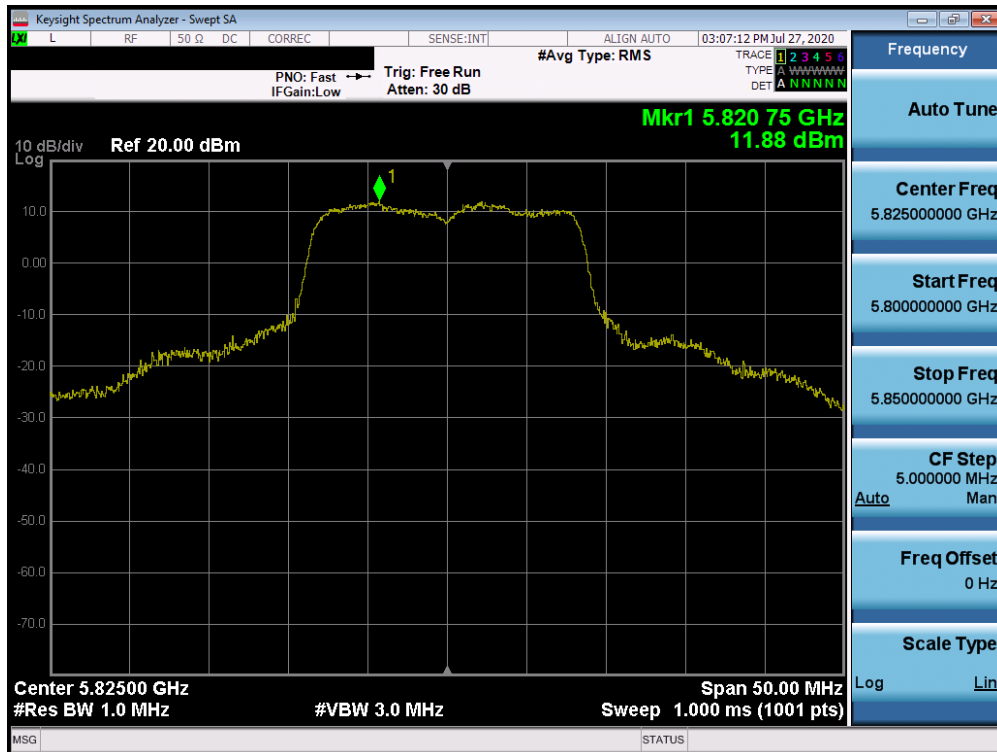 Keysight Spectrum Analyzer - Swept SA
LXI L RF 50 Ω DC CORREC SENSE:INT ALIGN AUTO 03:07:12 PM Jul 27, 2020
Frequency
#Avg Type: RMS
TRACE 1 2 3 4 5 6
PNO: Fast Trig: Free Run
TYPE A WWWWW
IFGain:Low Atten: 30 dB
DET A N N N N N
Auto Tune
Mkr1 5.820 75 GHz
11.88 dBm
10 dB/div Ref 20.00 dBm
Log
1
10.0
0.00
-10.0
-20.0
-30.0
-40.0
-50.0
-60.0
-70.0
Center Freq
5.825000000 GHz
Start Freq
5.800000000 GHz
Stop Freq
5.850000000 GHz
CF Step
5.000000 MHz
Auto Man
Freq Offset
0 Hz
Scale Type
Log Lin
Center 5.82500 GHz Span 50.00 MHz
#Res BW 1.0 MHz #VBW 3.0 MHz Sweep 1.000 ms (1001 pts)
MSG STATUS